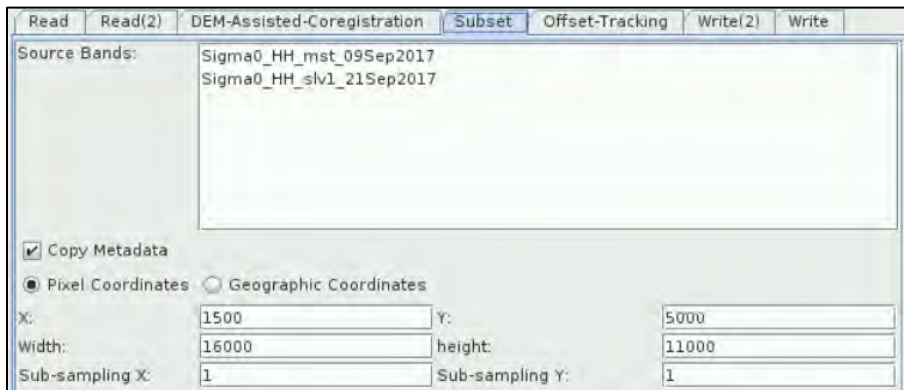 Read Read(2) DEM-Assisted-Coregistration Subset Offset-Tracking Write(2) Write
Source Bands: Sigma0_HH_mst_09Sep2017
Sigma0_HH_slv1_21Sep2017
Copy Metadata
Pixel Coordinates Geographic Coordinates
X: 1500 Y: 5000
Width: 16000 height: 11000
Sub-sampling X: 1 Sub-sampling Y: 1